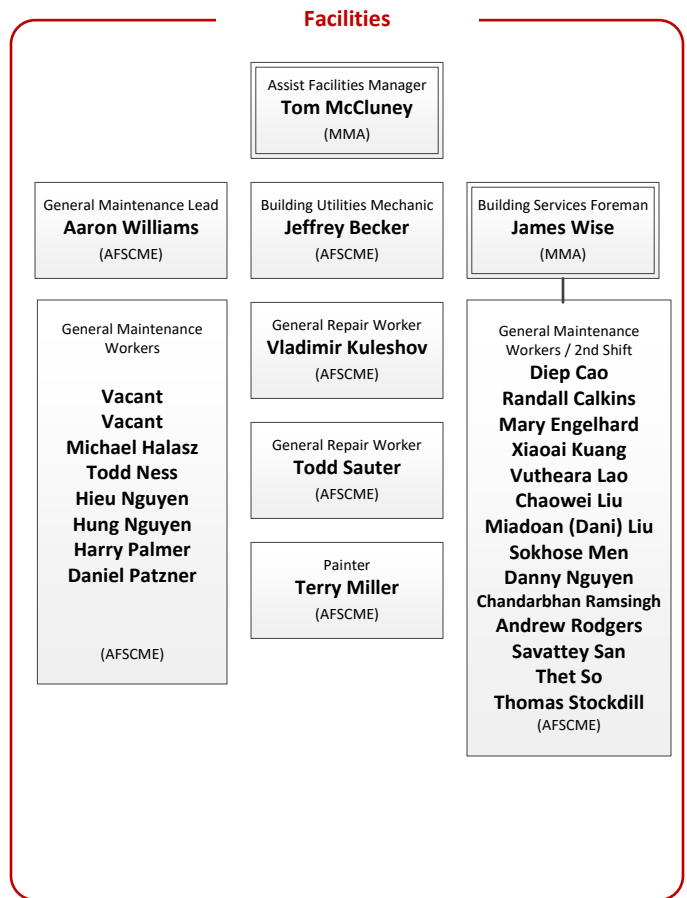 Facilities
Assist Facilities Manager
Tom McCluney
(MMA)
General Maintenance Lead
Aaron Williams
(AFSCME)
Building Utilities Mechanic
Jeffrey Becker
(AFSCME)
Building Services Foreman
James Wise
(MMA)
General Maintenance
Workers
Vacant
Vacant
Michael Halasz
Todd Ness
Hieu Nguyen
Hung Nguyen
Harry Palmer
Daniel Patzner
(AFSCME)
General Repair Worker
Vladimir Kuleshov
(AFSCME)
General Repair Worker
Todd Sauter
(AFSCME)
Painter
Terry Miller
(AFSCME)
General Maintenance
Workers / 2nd Shift
Diep Cao
Randall Calkins
Mary Engelhard
Xiaoai Kuang
Vutheara Lao
Chaowei Liu
Miadoan (Dani) Liu
Sokhose Men
Danny Nguyen
Chandarbhan Ramsingh
Andrew Rodgers
Savattey San
Thet So
Thomas Stockdill
(AFSCME)